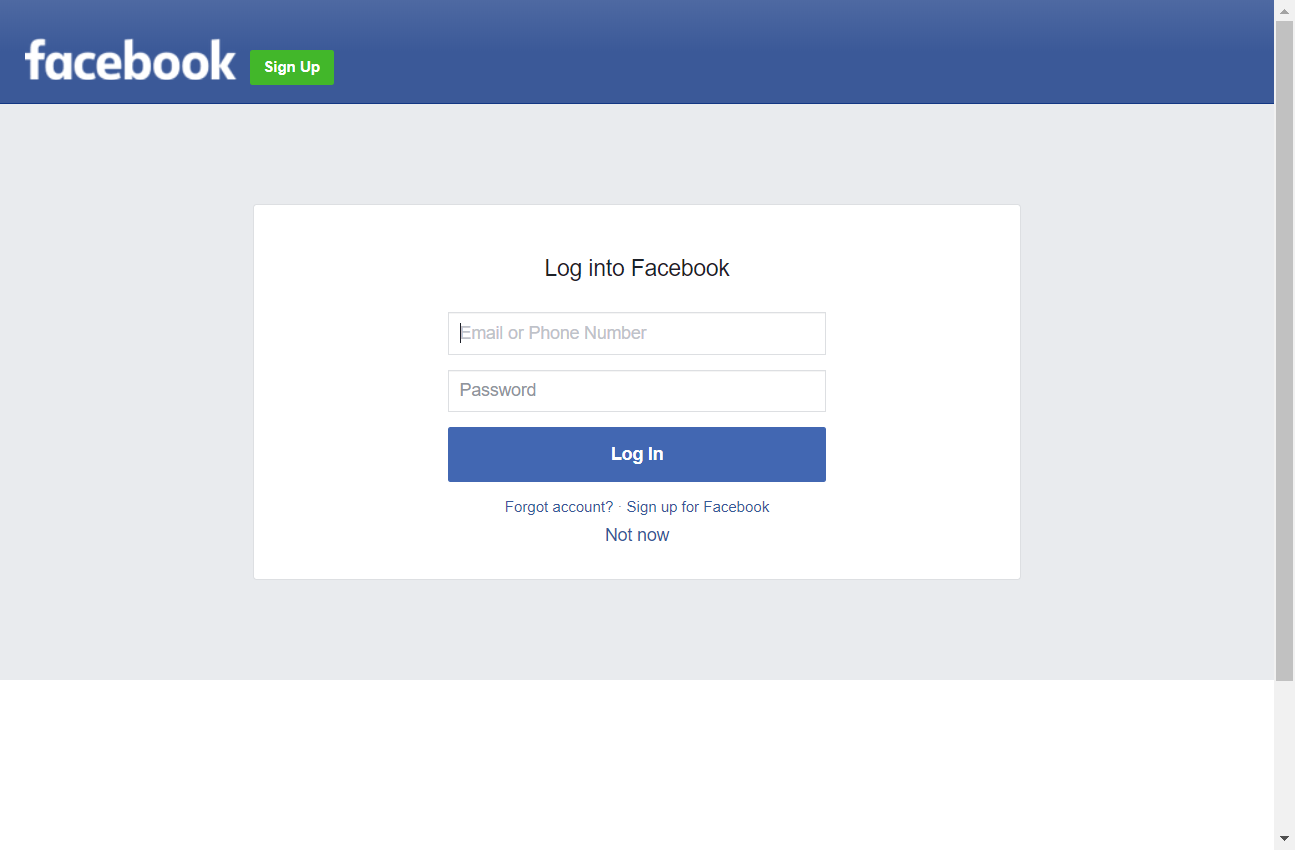 facebook Sign Up
Log into Facebook
Email or Phone Number
Password
Log In
Forgot account? · Sign up for Facebook
Not now